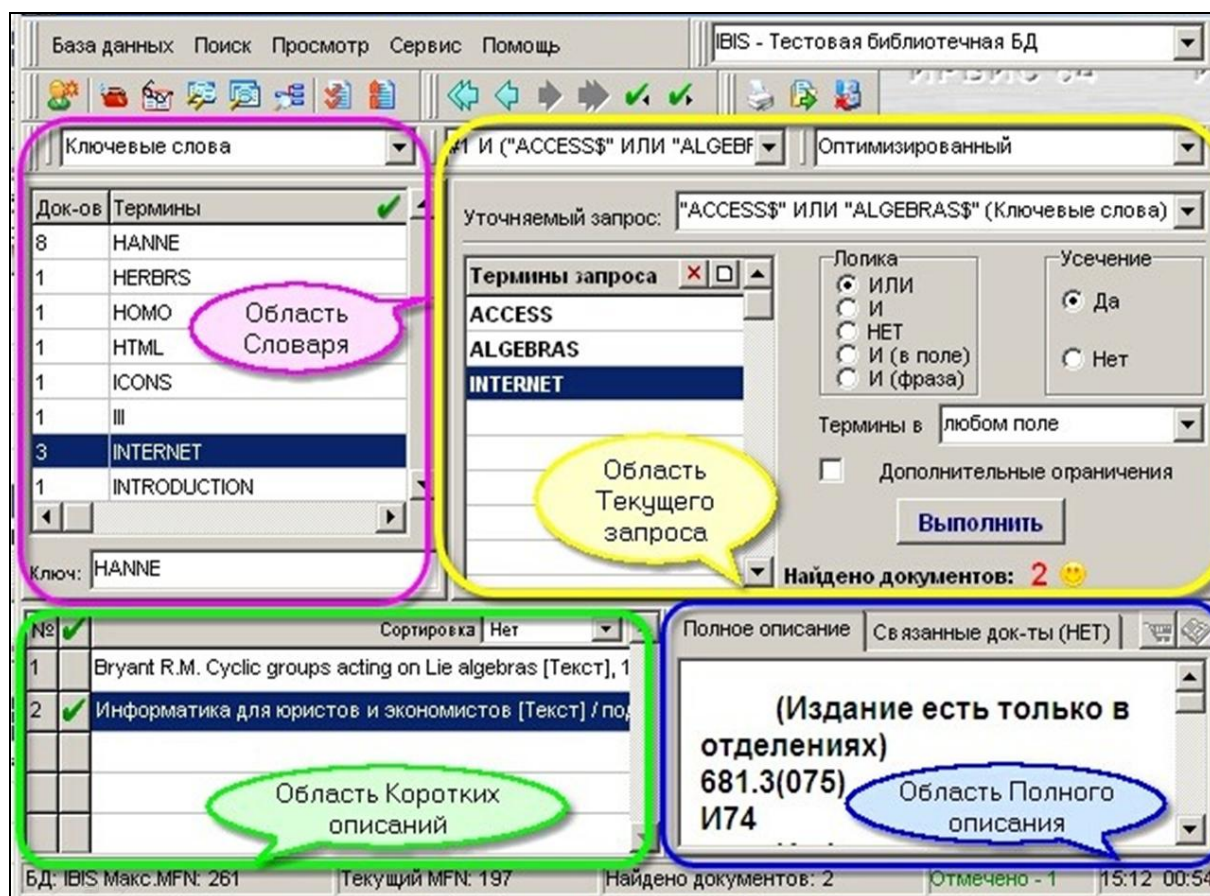 База данных Поиск Просмотр Сервис Помощь
IBIS - Тестовая библиотечная БД
ИРБИС 64
Ключевые слова
#1 И ("ACCESS$" ИЛИ "ALGEBF
Оптимизированный
Док-ов Термины
8 HANNE
1 HERBRS
1 HOMO
1 HTML
1 ICONS
1 III
3 INTERNET
1 INTRODUCTION
Область
Словаря
Ключ: HANNE
Уточняемый запрос: "ACCESS$" ИЛИ "ALGEBRAS$" (Ключевые слова)
Термины запроса
ACCESS
ALGEBRAS
INTERNET
Область
Текущего
запроса
Логика
ИЛИ
И
НЕТ
И (в поле)
И (фраза)
Усечение
Да
Нет
Термины в любом поле
Дополнительные ограничения
Выполнить
Найдено документов: 2
№ Сортировка Нет
1 Bryant R.M. Cyclic groups acting on Lie algebras [Текст], 1
2 Информатика для юристов и экономистов [Текст] / под
Область Коротких
описаний
Полное описание Связанные док-ты (НЕТ)
(Издание есть только в
отделениях)
681.3(075)
И74
Область Полного
описания
БД: IBIS Макс.MFN: 261 Текущий MFN: 197 Найдено документов: 2 Отмечено - 1 15:12 00:54